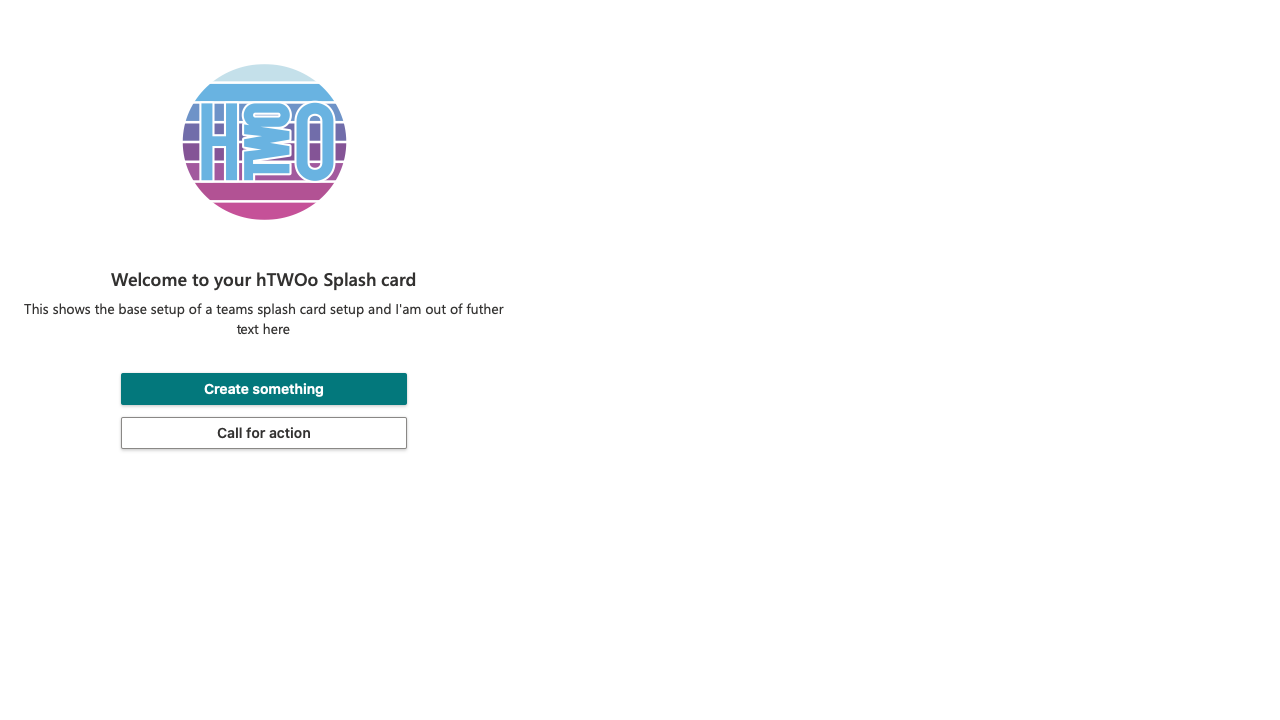 HTWOO
Welcome to your hTWOo Splash card
This shows the base setup of a teams splash card setup and I'am out of futher
text here
Create something
Call for action